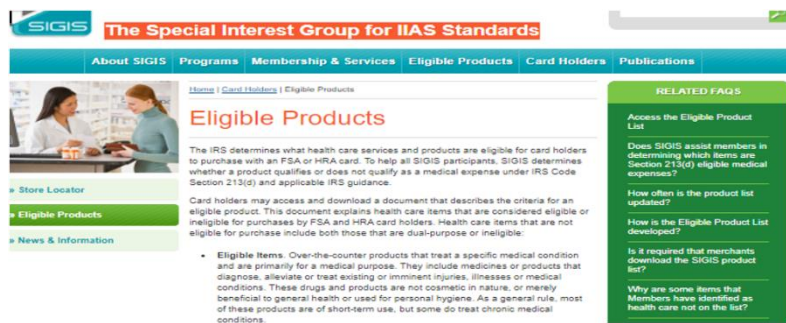 SIGIS
The Special Interest Group for IIAS Standards
About SIGIS Programs Membership & Services Eligible Products Card Holders Publications
Home | Card Holders | Eligible Products
Eligible Products
The IRS determines what health care services and products are eligible for card holders
to purchase with an FSA or HRA card. To help all SIGIS participants, SIGIS determines
whether a product qualifies or does not qualify as a medical expense under IRS Code
Section 213(d) and applicable IRS guidance.
Card holders may access and download a document that describes the criteria for an
eligible product. This document explains health care items that are considered eligible or
ineligible for purchases by FSA and HRA card holders. Health care items that are not
eligible for purchase include both those that are dual-purpose or ineligible:
• Eligible Items. Over-the-counter products that treat a specific medical condition
and are primarily for a medical purpose. They include medicines or products that
diagnose, alleviate or treat existing or imminent injuries, illnesses or medical
conditions. These drugs and products are not cosmetic in nature, or merely
beneficial to general health or used for personal hygiene. As a general rule, most
of these products are of short-term use, but some do treat chronic medical
conditions.
» Store Locator
» Eligible Products
» News & Information
RELATED FAQS
Access the Eligible Product
List
Does SIGIS assist members in
determining which items are
Section 213(d) eligible medical
expenses?
How often is the product list
updated?
How is the Eligible Product List
developed?
Is it required that merchants
download the SIGIS product
list?
Why are some items that
Members have identified as
health care not on the list?